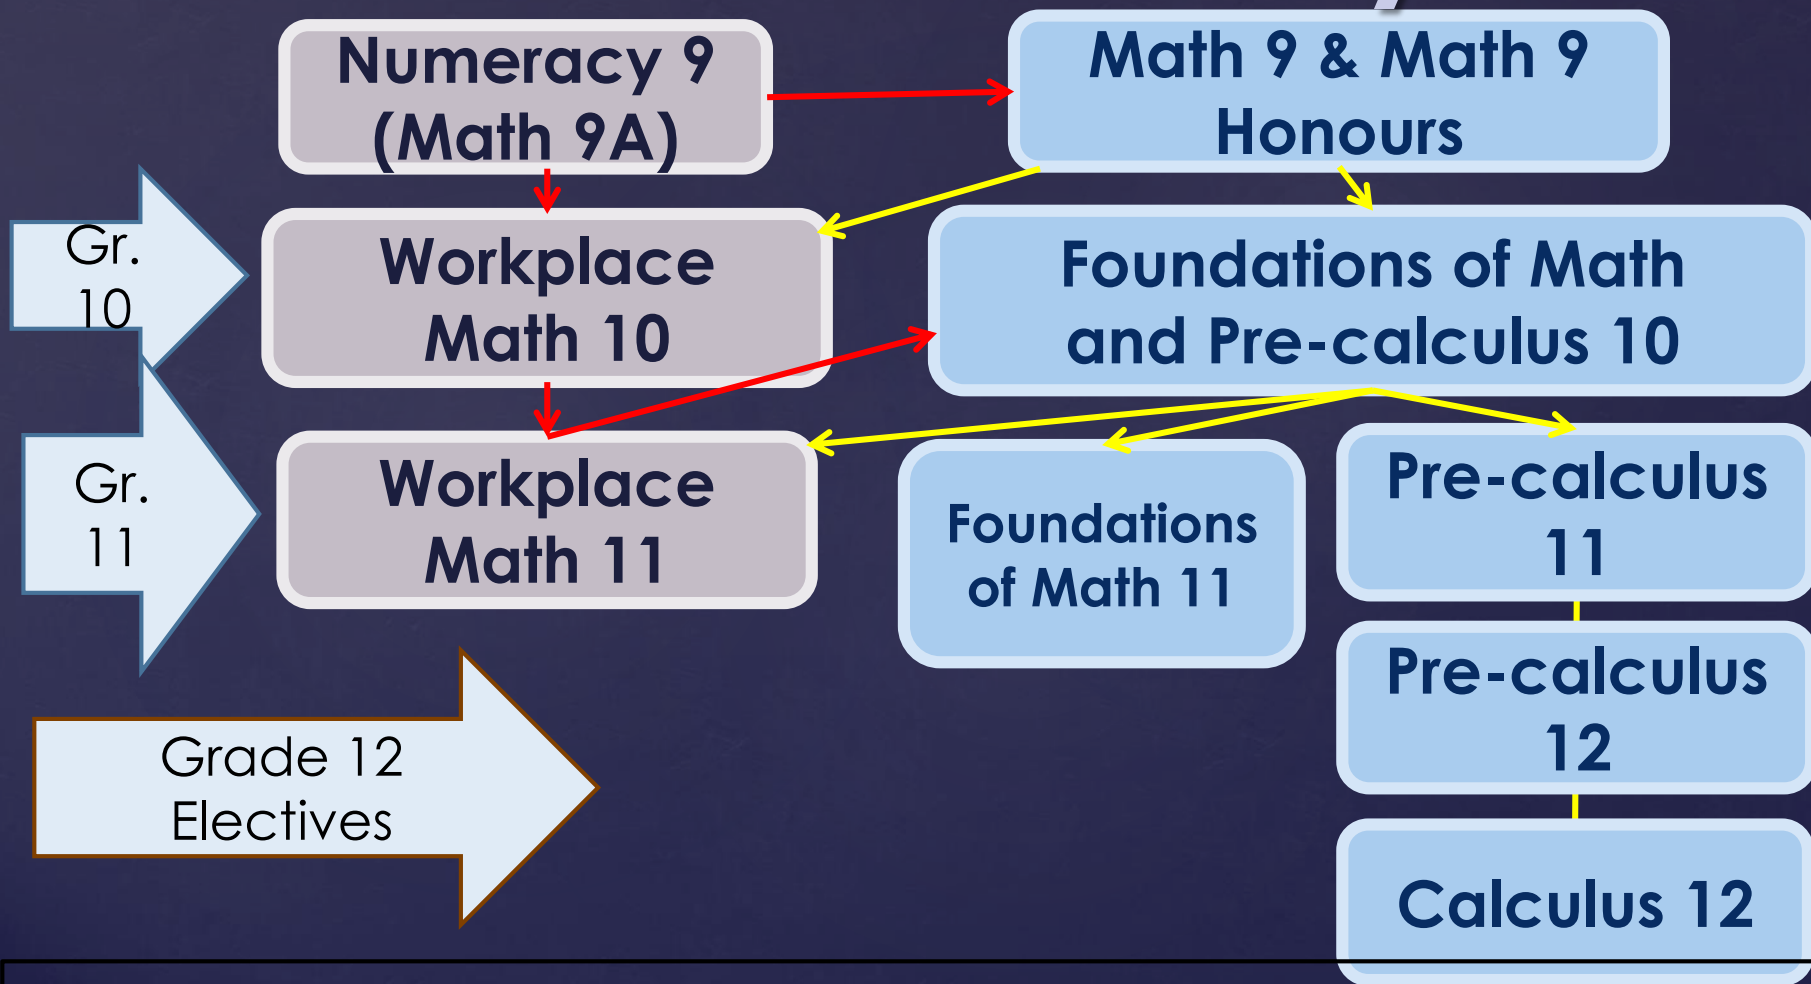 Numeracy 9
(Math 9A)
Math 9 & Math 9
Honours
Gr.
10
Workplace
Math 10
Foundations of Math
and Pre-calculus 10
Gr.
11
Workplace
Math 11
Foundations
of Math 11
Pre-calculus
11
Pre-calculus
12
Grade 12
Electives
Calculus 12